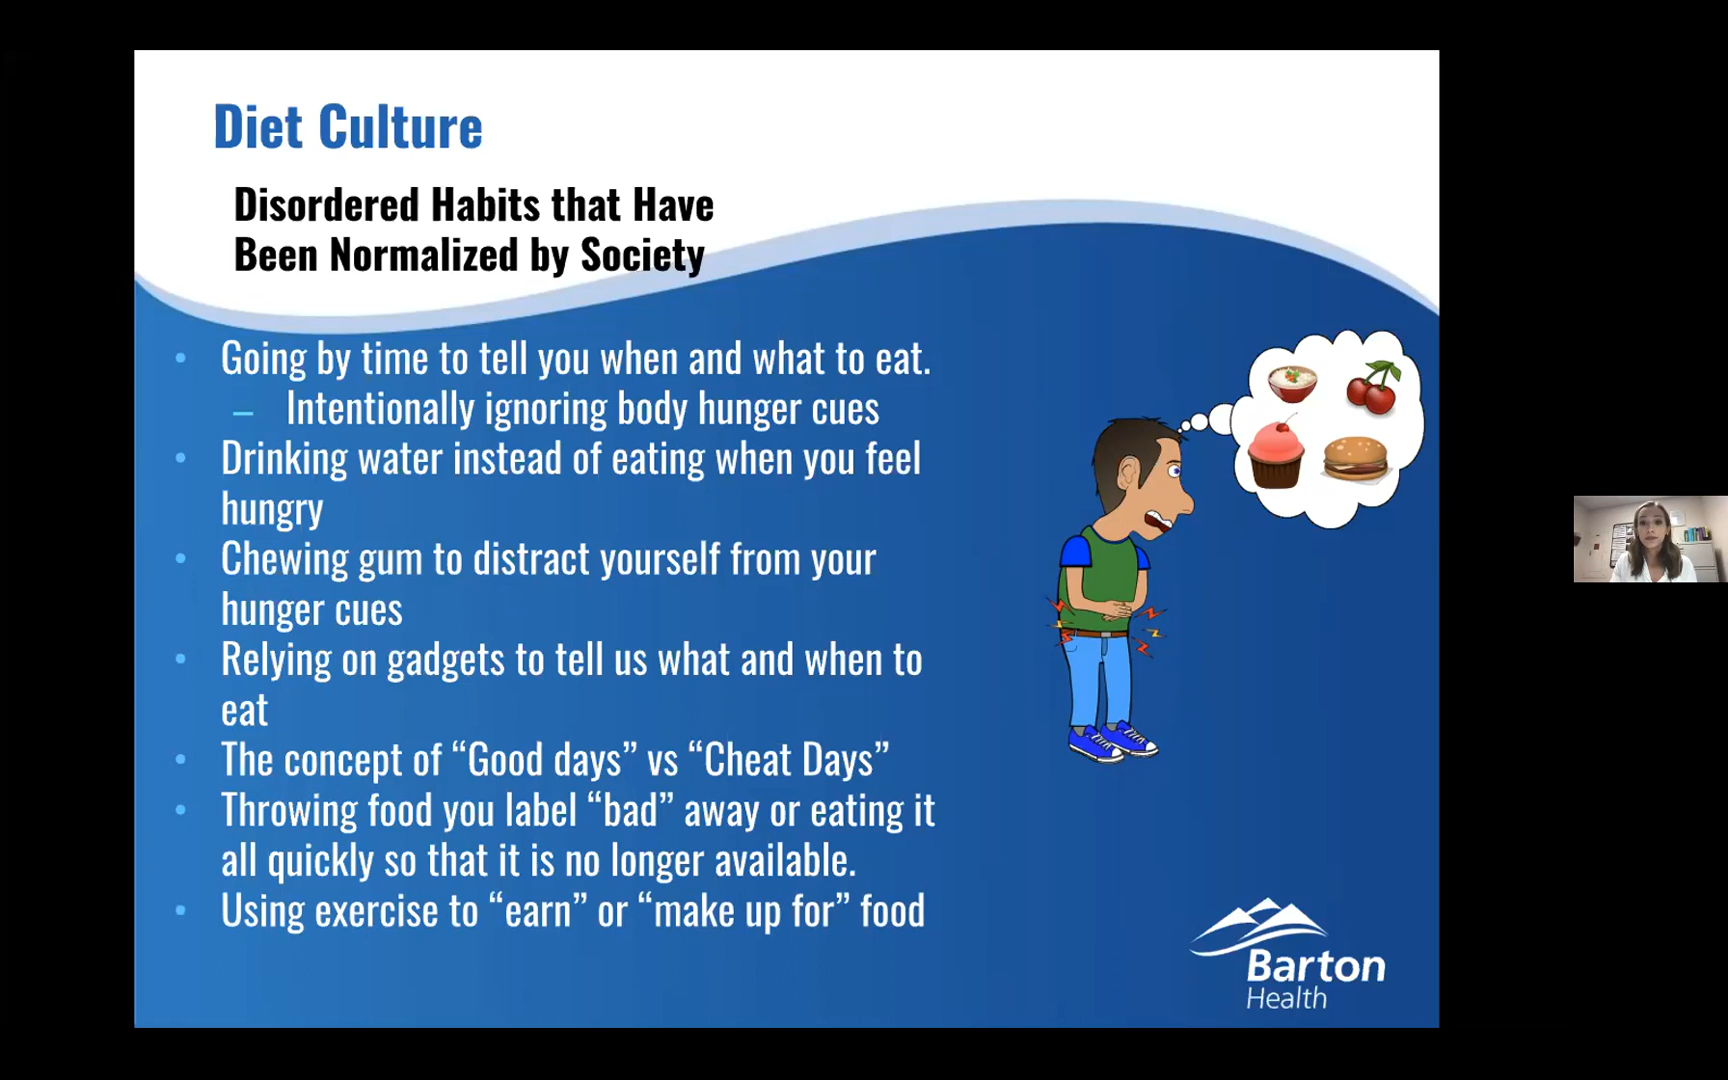 Diet Culture
Disordered Habits that Have
Been Normalized by Society
• Going by time to tell you when and what to eat.
– Intentionally ignoring body hunger cues
• Drinking water instead of eating when you feel
hungry
• Chewing gum to distract yourself from your
hunger cues
• Relying on gadgets to tell us what and when to
eat
• The concept of “Good days” vs “Cheat Days”
• Throwing food you label “bad” away or eating it
all quickly so that it is no longer available.
• Using exercise to “earn” or “make up for” food
Barton
Health